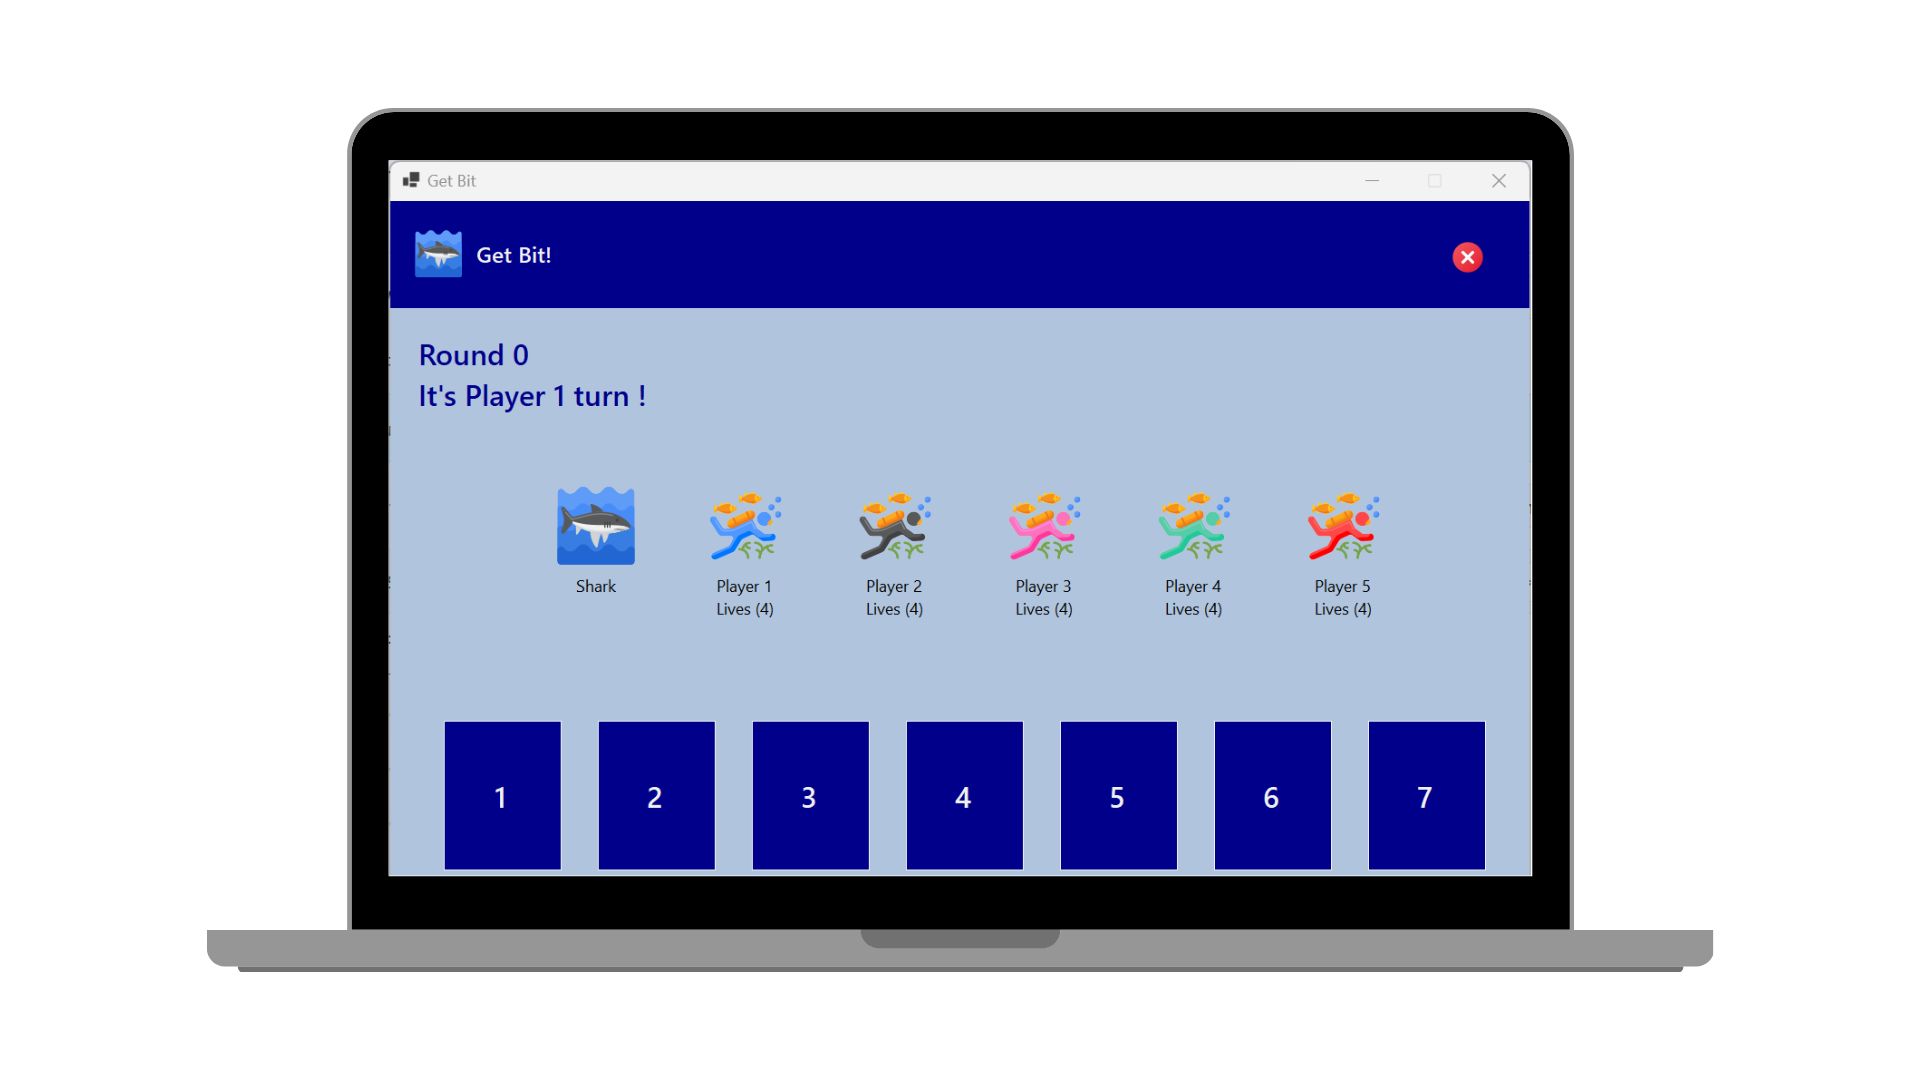 Get Bit
Get Bit!
Round 0
It's Player 1 turn !
Shark
Player 1
Lives (4)
Player 2
Lives (4)
Player 3
Lives (4)
Player 4
Lives (4)
Player 5
Lives (4)
1 2 3 4 5 6 7